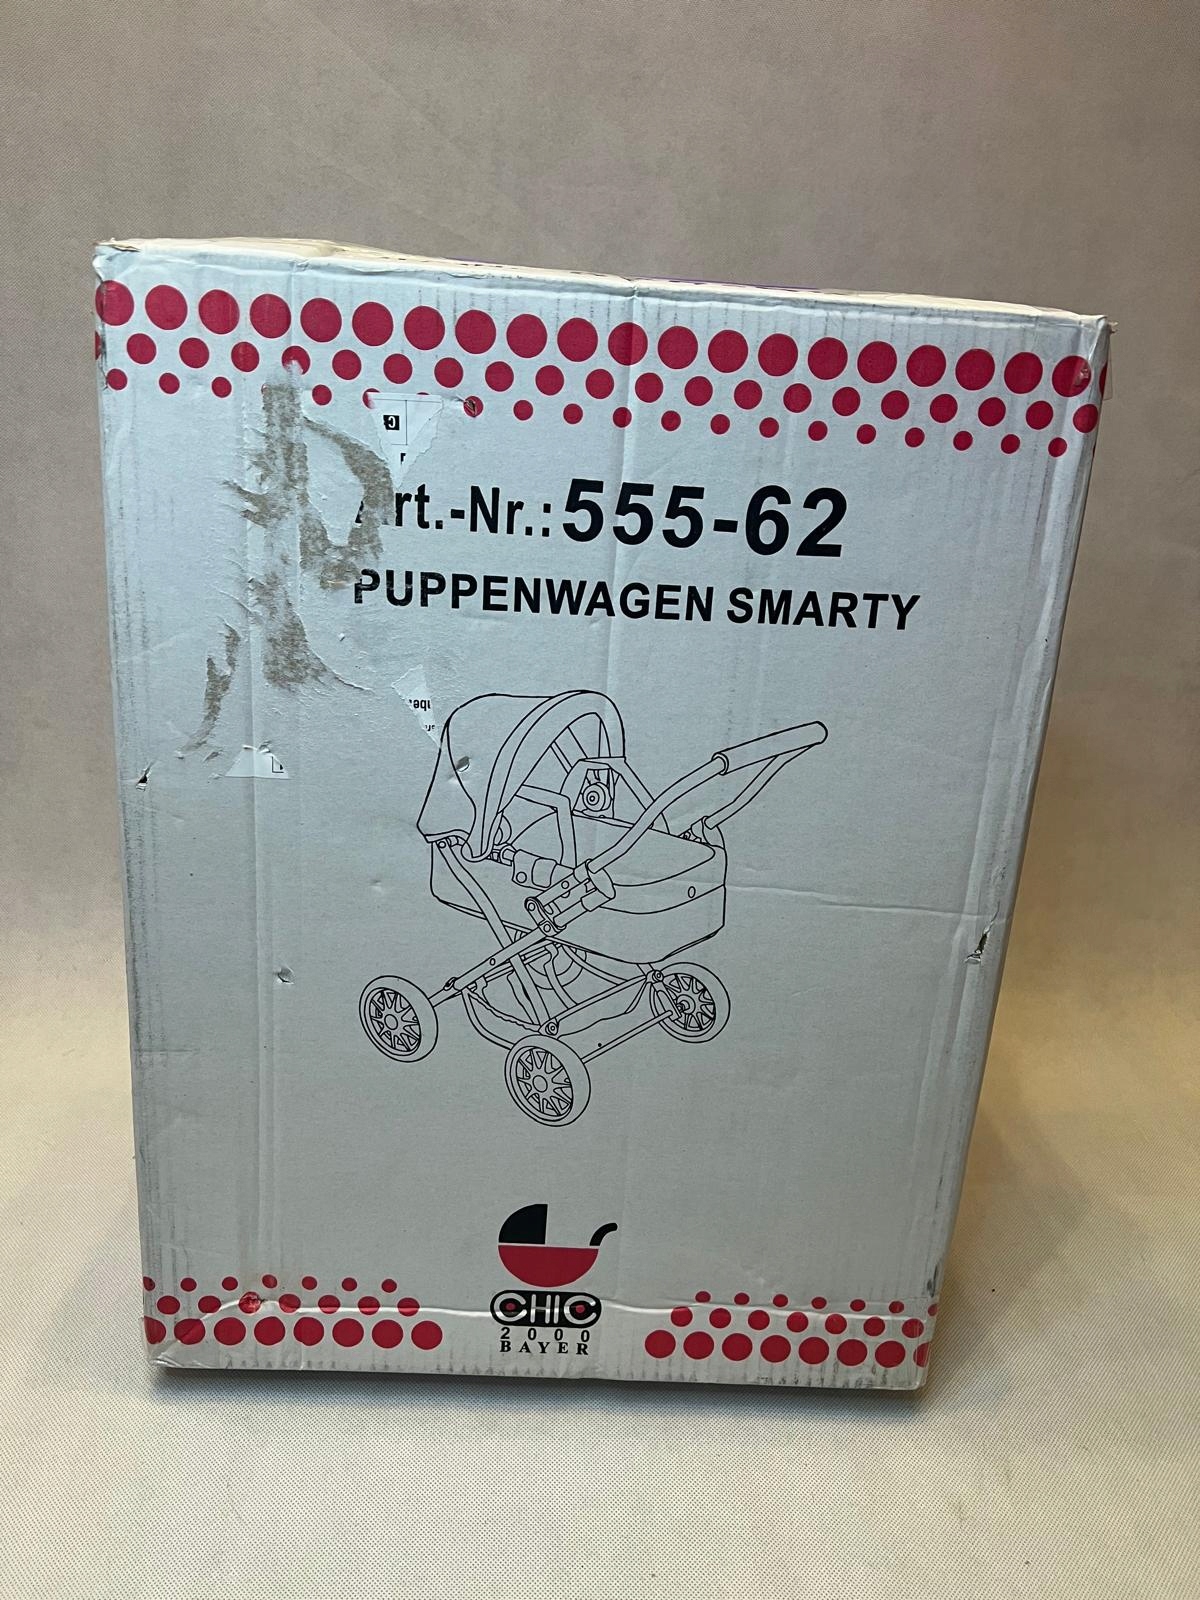 Art.-Nr.: 555-62
PUPPENWAGEN SMARTY
CHIC
2000
BAYER